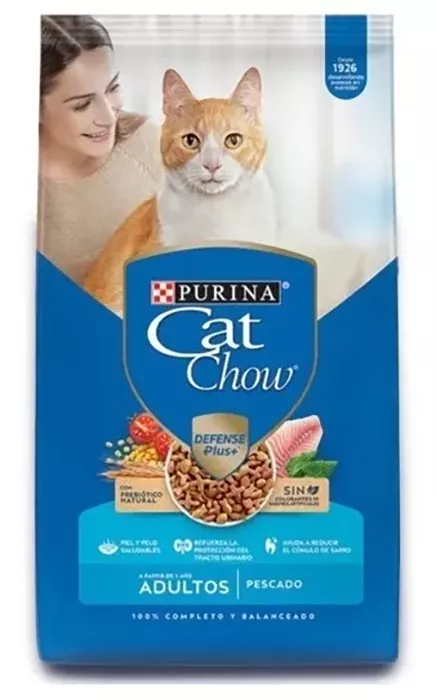 Desde
1926
desarrollando
avances en
nutrición
PURINA®
Cat
Chow®
DEFENSE
Plus+
CON
PREBIÓTICO
NATURAL
SIN
COLORANTES NI
SABORES ARTIFICIALES
PIEL Y PELO
SALUDABLES
REFUERZA LA
PROTECCIÓN DEL
TRACTO URINARIO
AYUDA A REDUCIR
EL CÚMULO DE SARRO
A PARTIR DE 1 AÑO
ADULTOS | PESCADO
100% COMPLETO Y BALANCEADO